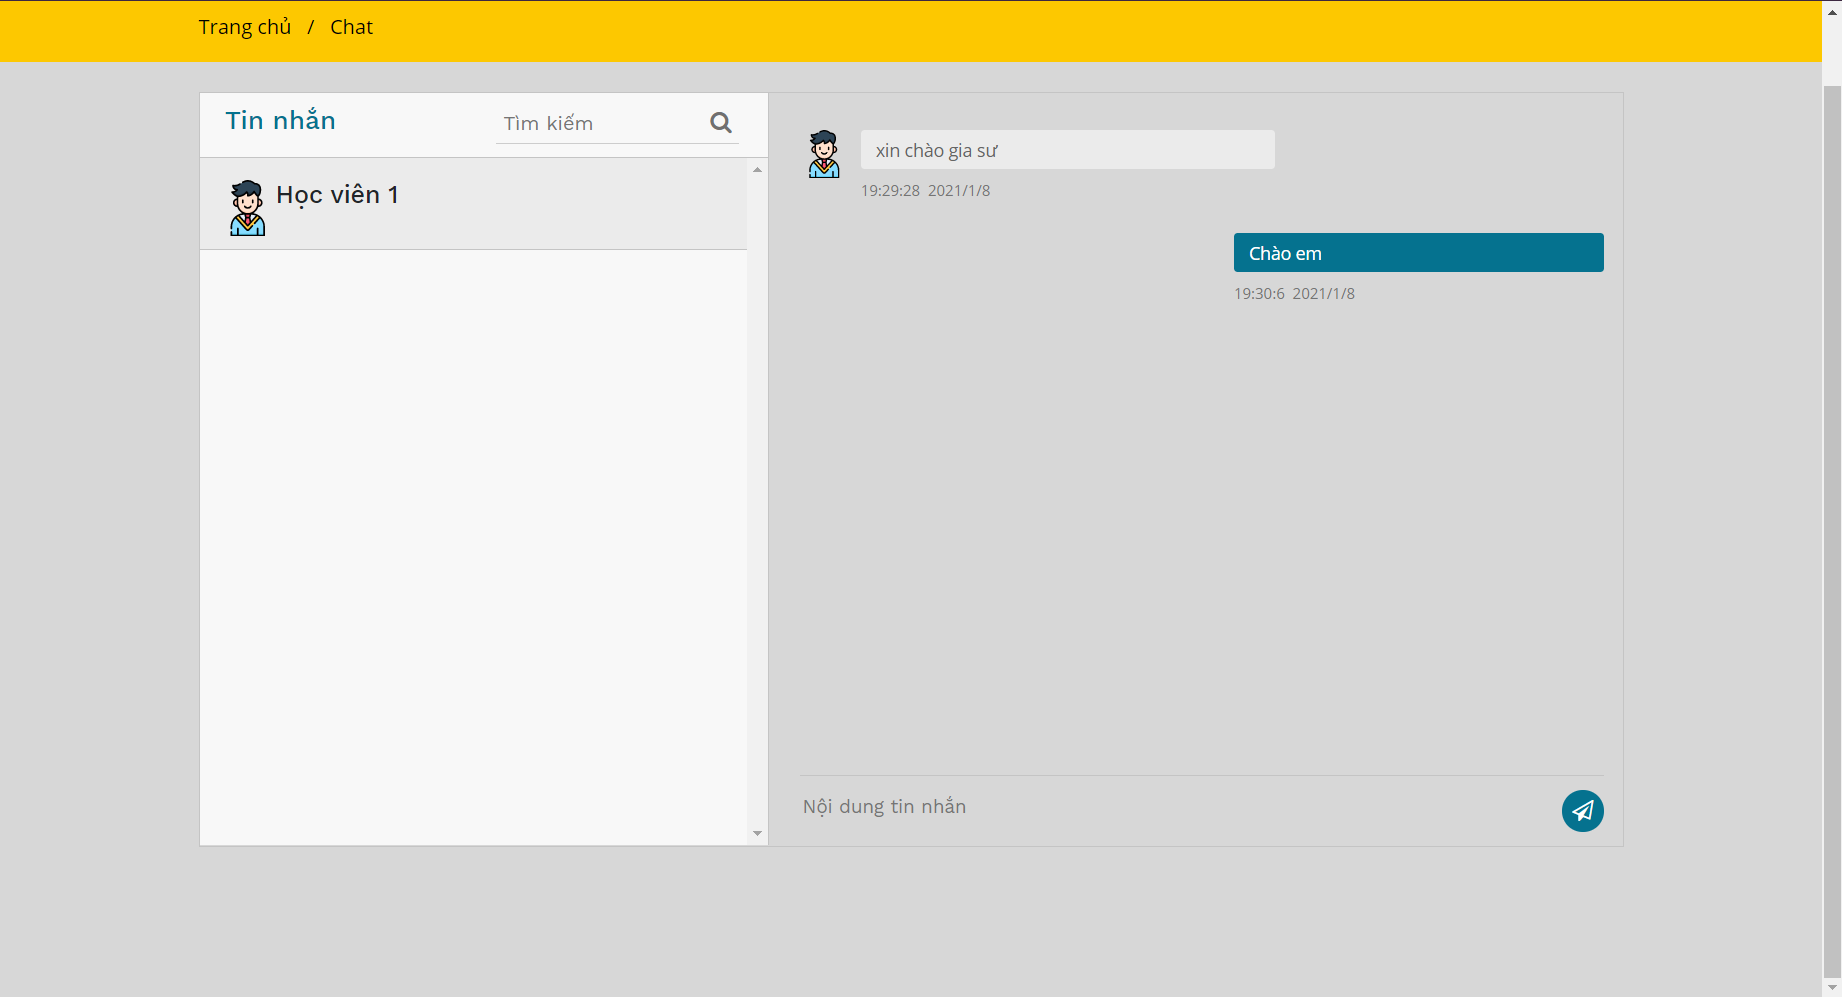 Trang chủ / Chat
Tin nhắn
Tìm kiếm
Học viên 1
xin chào gia sư
19:29:28 2021/1/8
Chào em
19:30:6 2021/1/8
Nội dung tin nhắn